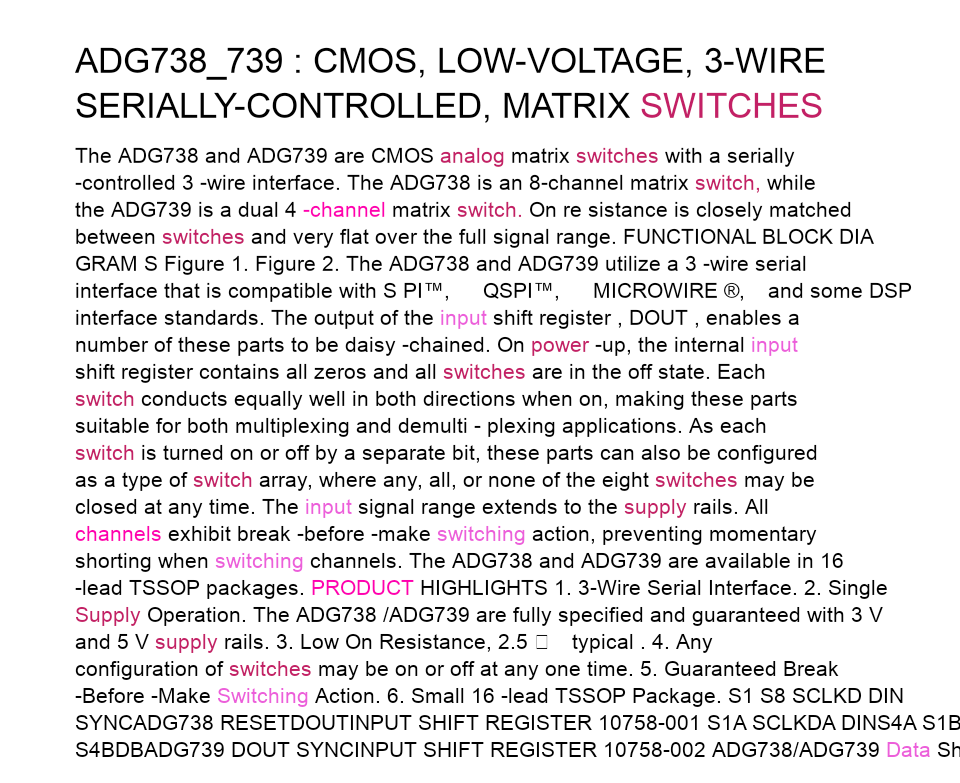 ADG738_739 : CMOS, LOW-VOLTAGE, 3-WIRE
SERIALLY-CONTROLLED, MATRIX SWITCHES
The ADG738 and ADG739 are CMOS analog matrix switches with a serially
-controlled 3 -wire interface. The ADG738 is an 8-channel matrix switch, while
the ADG739 is a dual 4 -channel matrix switch. On re sistance is closely matched
between switches and very flat over the full signal range. FUNCTIONAL BLOCK DIA
GRAM S Figure 1. Figure 2. The ADG738 and ADG739 utilize a 3 -wire serial
interface that is compatible with S PI™, QSPI™, MICROWIRE ®, and some DSP
interface standards. The output of the input shift register , DOUT , enables a
number of these parts to be daisy -chained. On power -up, the internal input
shift register contains all zeros and all switches are in the off state. Each
switch conducts equally well in both directions when on, making these parts
suitable for both multiplexing and demulti - plexing applications. As each
switch is turned on or off by a separate bit, these parts can also be configured
as a type of switch array, where any, all, or none of the eight switches may be
closed at any time. The input signal range extends to the supply rails. All
channels exhibit break -before -make switching action, preventing momentary
shorting when switching channels. The ADG738 and ADG739 are available in 16
-lead TSSOP packages. PRODUCT HIGHLIGHTS 1. 3-Wire Serial Interface. 2. Single
Supply Operation. The ADG738 /ADG739 are fully specified and guaranteed with 3 V
and 5 V supply rails. 3. Low On Resistance, 2.5 □ typical . 4. Any
configuration of switches may be on or off at any one time. 5. Guaranteed Break
-Before -Make Switching Action. 6. Small 16 -lead TSSOP Package. S1 S8 SCLKD DIN
SYNCADG738 RESETDOUTINPUT SHIFT REGISTER 10758-001 S1A SCLKDA DINS4A S1B
S4BDBADG739 DOUT SYNCINPUT SHIFT REGISTER 10758-002 ADG738/ADG739 Data Sh